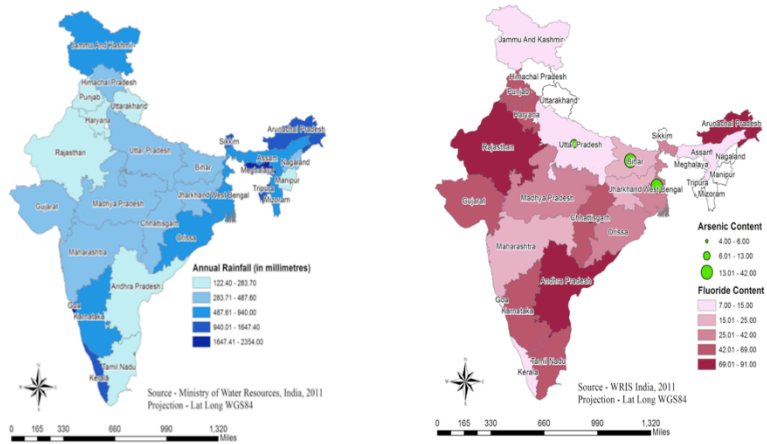 Jammu And Kashmir
Himachal Pradesh
Punjab
Uttarakhand
Haryana
Rajasthan
Uttar Pradesh
Bihar
Sikkim
Arunachal Pradesh
Assam
Nagaland
Meghalaya
Manipur
Tripura
Mizoram
Gujarat
Madhya Pradesh
Jharkhand
West Bengal
Chhattisgarh
Orissa
Maharashtra
Andhra Pradesh
Goa
Karnataka
Tamil Nadu
Kerala
Annual Rainfall (in millimetres)
122.40 - 283.70
283.71 - 487.60
487.61 - 940.00
940.01 - 1647.40
1647.41 - 2354.00
Source - Ministry of Water Resources, India, 2011
Projection - Lat Long WGS84
0 165 330 660 990 1,320
Miles
Jammu And Kashmir
Himachal Pradesh
Punjab
Uttarakhand
Haryana
Rajasthan
Uttar Pradesh
Bihar
Sikkim
Arunachal Pradesh
Assam
Nagaland
Meghalaya
Manipur
Tripura
Mizoram
Gujarat
Madhya Pradesh
Jharkhand
West Bengal
Chhattisgarh
Orissa
Maharashtra
Andhra Pradesh
Goa
Karnataka
Tamil Nadu
Kerala
Arsenic Content
4.00 - 6.00
6.01 - 13.00
13.01 - 42.00
Fluoride Content
7.00 - 15.00
15.01 - 25.00
25.01 - 42.00
42.01 - 69.00
69.01 - 91.00
Source - WRIS India, 2011
Projection - Lat Long WGS84
0 165 330 660 990 1,320
Miles